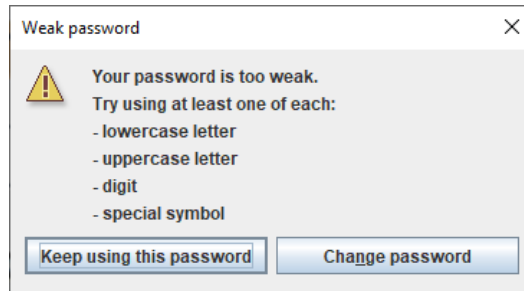 Weak password
Your password is too weak.
Try using at least one of each:
- lowercase letter
- uppercase letter
- digit
- special symbol
Keep using this password
Change password